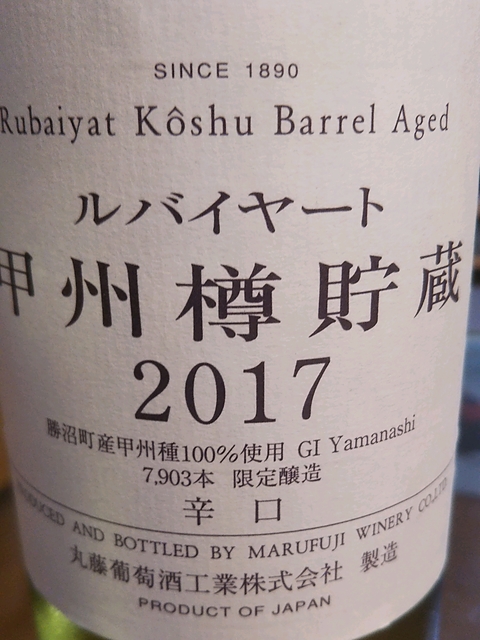 SINCE 1890
Rubaiyat Kôshu Barrel Aged
ルバイヤート
甲州樽貯蔵
2017
勝沼町産甲州種100%使用 GI Yamanashi
7,903本 限定醸造
辛口
PRODUCED AND BOTTLED BY MARUFUJI WINERY CO.,LTD.
丸藤葡萄酒工業株式会社 製造
PRODUCT OF JAPAN